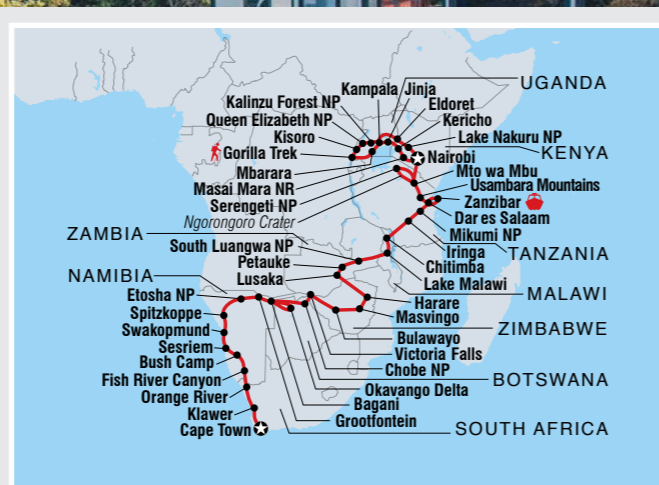 Kampala Jinja UGANDA
Kalinzu Forest NP Eldoret
Queen Elizabeth NP Kericho
Kisoro Lake Nakuru NP
Gorilla Trek Nairobi KENYA
Mbarara Mto wa Mbu
Masai Mara NR Usambara Mountains
Serengeti NP Zanzibar
Ngorongoro Crater Dar es Salaam
ZAMBIA Mikumi NP
South Luangwa NP Iringa TANZANIA
Petauke Chitimba
Lusaka Lake Malawi
NAMIBIA MALAWI
Etosha NP Harare
Spitzkoppe Masvingo
Swakopmund ZIMBABWE
Sesriem Bulawayo
Bush Camp Victoria Falls
Fish River Canyon Chobe NP BOTSWANA
Orange River Okavango Delta
Klawer Bagani
Cape Town Grootfontein SOUTH AFRICA